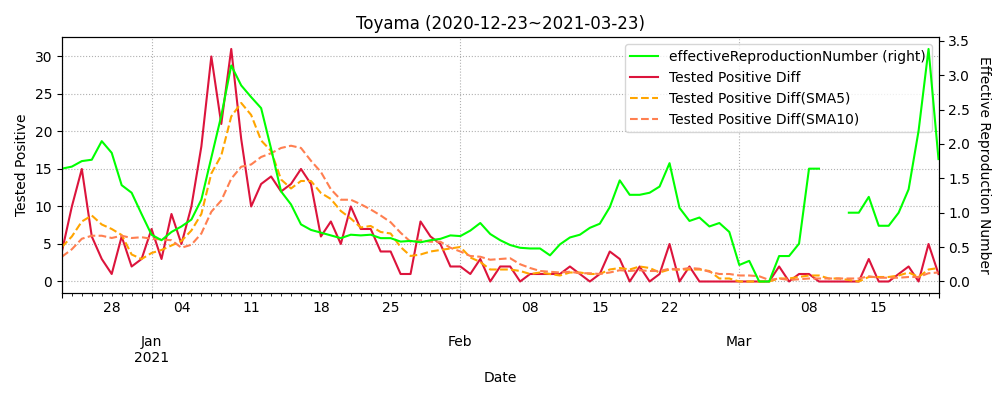 Toyama (2020-12-23~2021-03-23)
effectiveReproductionNumber (right)
Tested Positive Diff
Tested Positive Diff(SMA5)
Tested Positive Diff(SMA10)
Tested Positive
30
25
20
15
10
5
0
3.5
3.0
2.5
2.0
1.5
1.0
0.5
0.0
Effective Reproduction Number
28 04 11 18 25 08 15 22 08 15
Jan Feb Mar
2021
Date